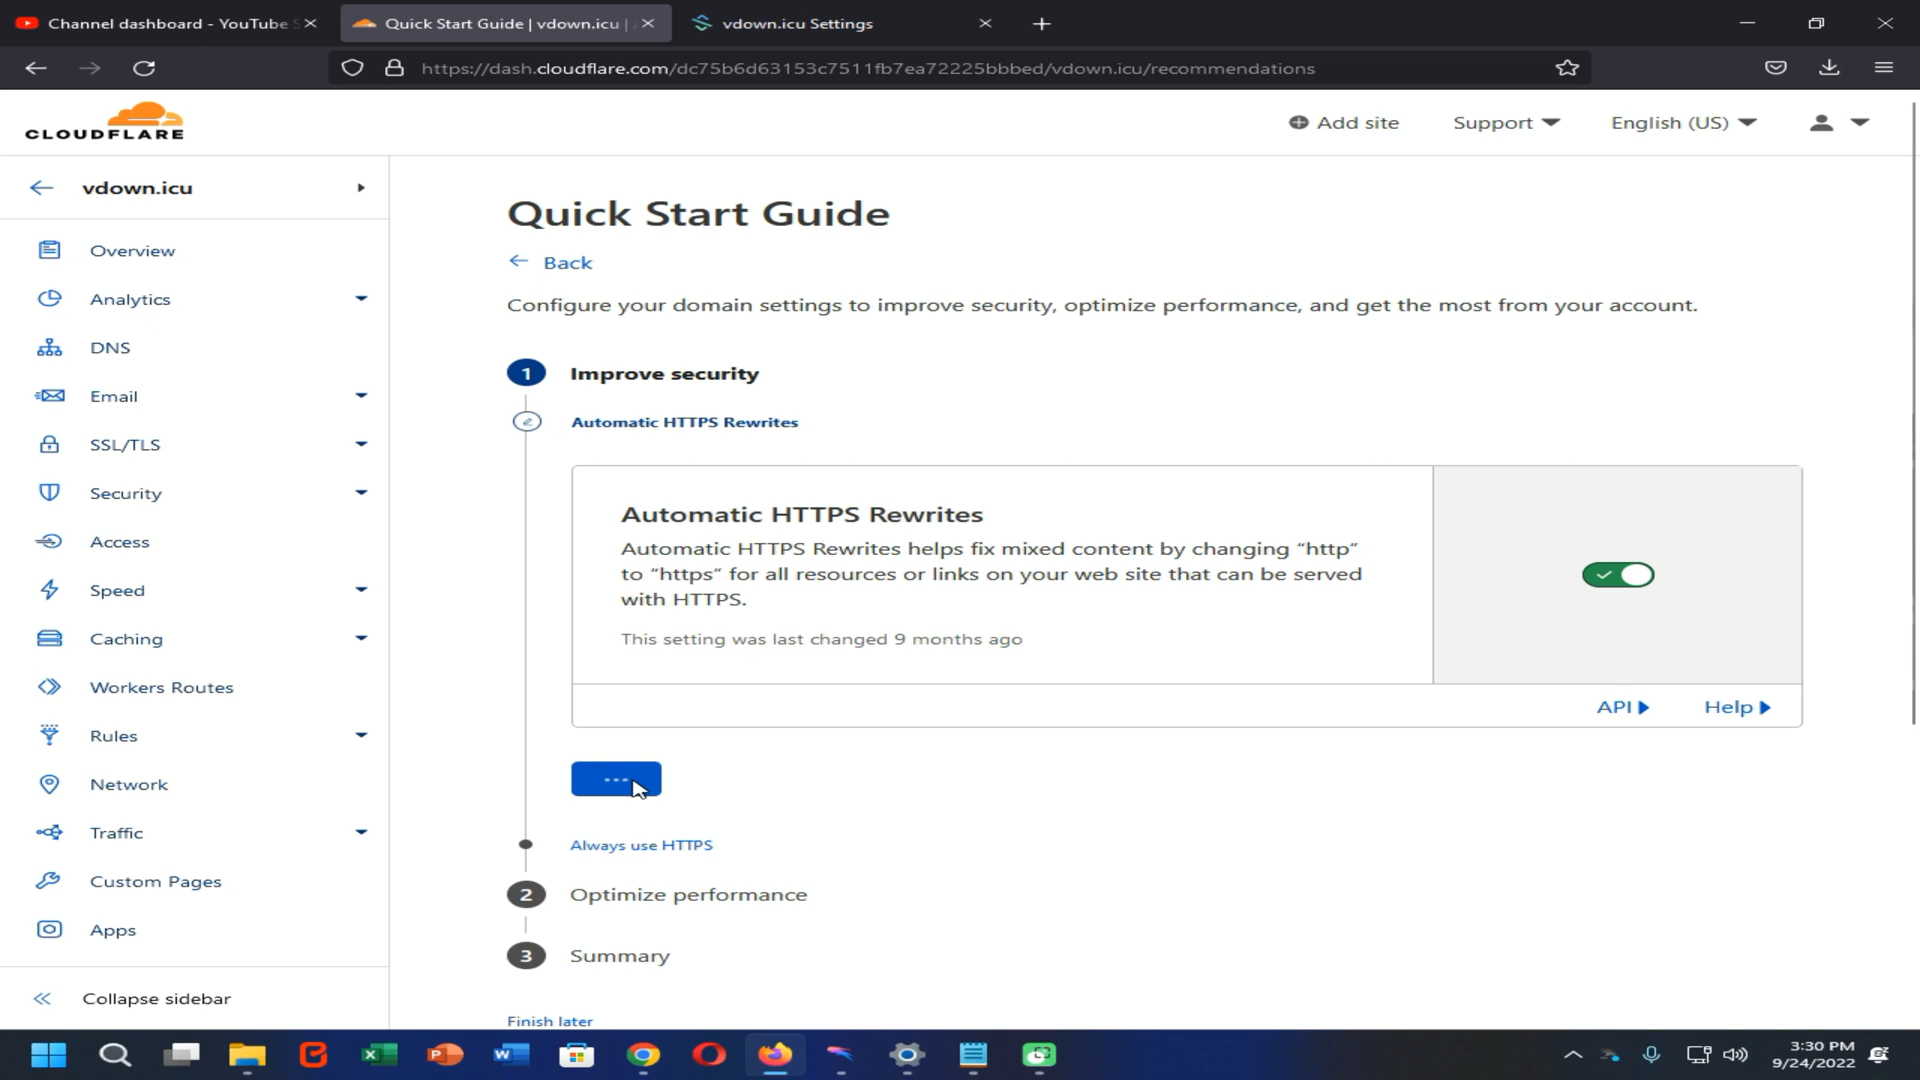 Channel dashboard - YouTube S
Quick Start Guide | vdown.icu |
vdown.icu Settings
https://dash.cloudflare.com/dc75b6d63153c7511fb7ea72225bbbed/vdown.icu/recommendations
CLOUDFLARE
Add site
Support
English (US)
vdown.icu
Overview
Analytics
DNS
Email
SSL/TLS
Security
Access
Speed
Caching
Workers Routes
Rules
Network
Traffic
Custom Pages
Apps
Collapse sidebar
Quick Start Guide
Back
Configure your domain settings to improve security, optimize performance, and get the most from your account.
1 Improve security
Automatic HTTPS Rewrites
Automatic HTTPS Rewrites
Automatic HTTPS Rewrites helps fix mixed content by changing “http”
to “https” for all resources or links on your web site that can be served
with HTTPS.
This setting was last changed 9 months ago
API
Help
Always use HTTPS
2 Optimize performance
3 Summary
Finish later
3:30 PM
9/24/2022